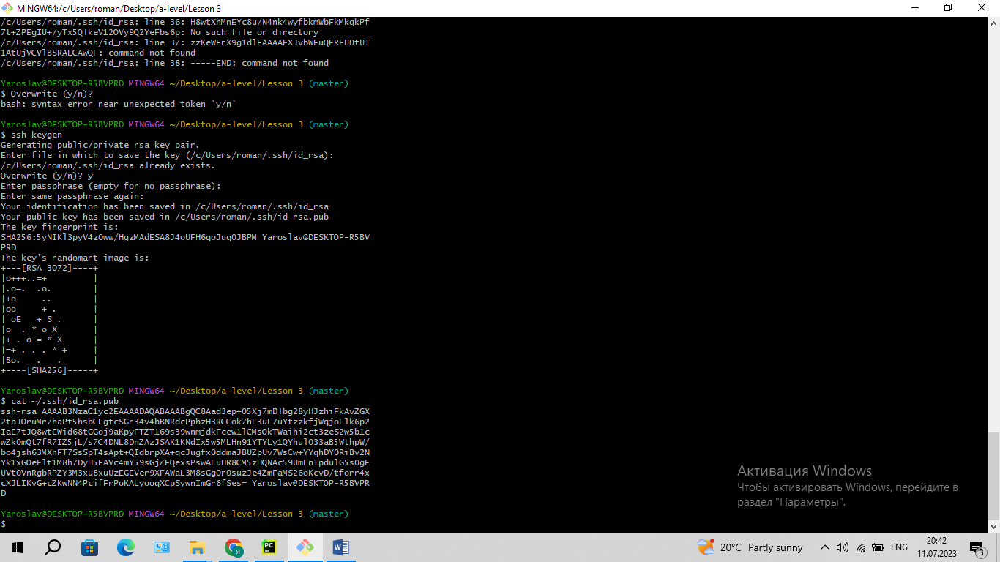 MINGW64:/c/Users/roman/Desktop/a-level/Lesson 3
/c/Users/roman/.ssh/id_rsa: line 36: H8wtXhMnEYc8u/N4nk4wyfbkmWbFkMkqkPf
7t+ZPEgIU+/yTx5QlkeV12OVy9Q2YeFbs6p: No such file or directory
/c/Users/roman/.ssh/id_rsa: line 37: zzKeWFrX9g1dlFAAAAFXJvbWFuQERFU0tUT
1AtUjVCVlBSRAECAwQF: command not found
/c/Users/roman/.ssh/id_rsa: line 38: -----END: command not found
Yaroslav@DESKTOP-R5BVPRD MINGW64 ~/Desktop/a-level/Lesson 3 (master)
$ Overwrite (y/n)?
bash: syntax error near unexpected token `y/n'
Yaroslav@DESKTOP-R5BVPRD MINGW64 ~/Desktop/a-level/Lesson 3 (master)
$ ssh-keygen
Generating public/private rsa key pair.
Enter file in which to save the key (/c/Users/roman/.ssh/id_rsa):
/c/Users/roman/.ssh/id_rsa already exists.
Overwrite (y/n)? y
Enter passphrase (empty for no passphrase):
Enter same passphrase again:
Your identification has been saved in /c/Users/roman/.ssh/id_rsa
Your public key has been saved in /c/Users/roman/.ssh/id_rsa.pub
The key fingerprint is:
SHA256:5yNIKl3pyV4zOww/HgzMAdESA8J4oUFH6qoJuqOJBPM Yaroslav@DESKTOP-R5BV
PRD
The key's randomart image is:
+---[RSA 3072]----+
|o+++..=+         |
|.o=.  .o.        |
|+o     ..        |
|oo     + .       |
| oE   + S .      |
|o  . * o X       |
|+ . o = * X      |
|=+ . . . * +     |
|Bo.   .   .      |
+----[SHA256]-----+
Yaroslav@DESKTOP-R5BVPRD MINGW64 ~/Desktop/a-level/Lesson 3 (master)
$ cat ~/.ssh/id_rsa.pub
ssh-rsa AAAAB3NzaC1yc2EAAAADAQABAAABgQC8Aad3ep+O5Xj7mDlbg28yHJzhiFkAvZGX
2tbJOruMr7haPt5hsbCEgtcSGr34v4bBNRdcPphzH3RCCok7hF3uF7uYtzzkfjWqjoFlk6p2
IaE7tJQ8wtEWid68tGGoj9aKpyFTZT169s39wnmjdkFcew1lCMsOkTWaihi2ct3zeS2w5b1c
wZkOmQt7fR7IZ5jL/s7C4DNL8DnZAzJSAK1KNdIx5w5MLHn91YTYLy1QYhulO33aB5WthpW/
bo4jsh63MXnFT7SsSpT4sApt+QIdbrpXA+qcJugfxOddmaJBUZpUv7WsCw+YYqhDYORiBv2N
Yk1xGOeElt1M8h7DyH5FAVc4mY59sGjZFQexsPswALuHR8CM5zHQNAc59UmLnIpdulG5sOgE
UVtOVnRgbRPZY3M3xu8xuUzEGEVer9XFAWaL3M8sGgOrOsuzJe4ZmFaMS26oKcvD/tforr4x
cXJLIKvG+cZKwNN4PcifFrPoKALyooqXCpSywnImGr6fSes= Yaroslav@DESKTOP-R5BVPR
D
Yaroslav@DESKTOP-R5BVPRD MINGW64 ~/Desktop/a-level/Lesson 3 (master)
$
Активация Windows
Чтобы активировать Windows, перейдите в
раздел "Параметры".
20°C Partly sunny
ENG
20:42
11.07.2023
3